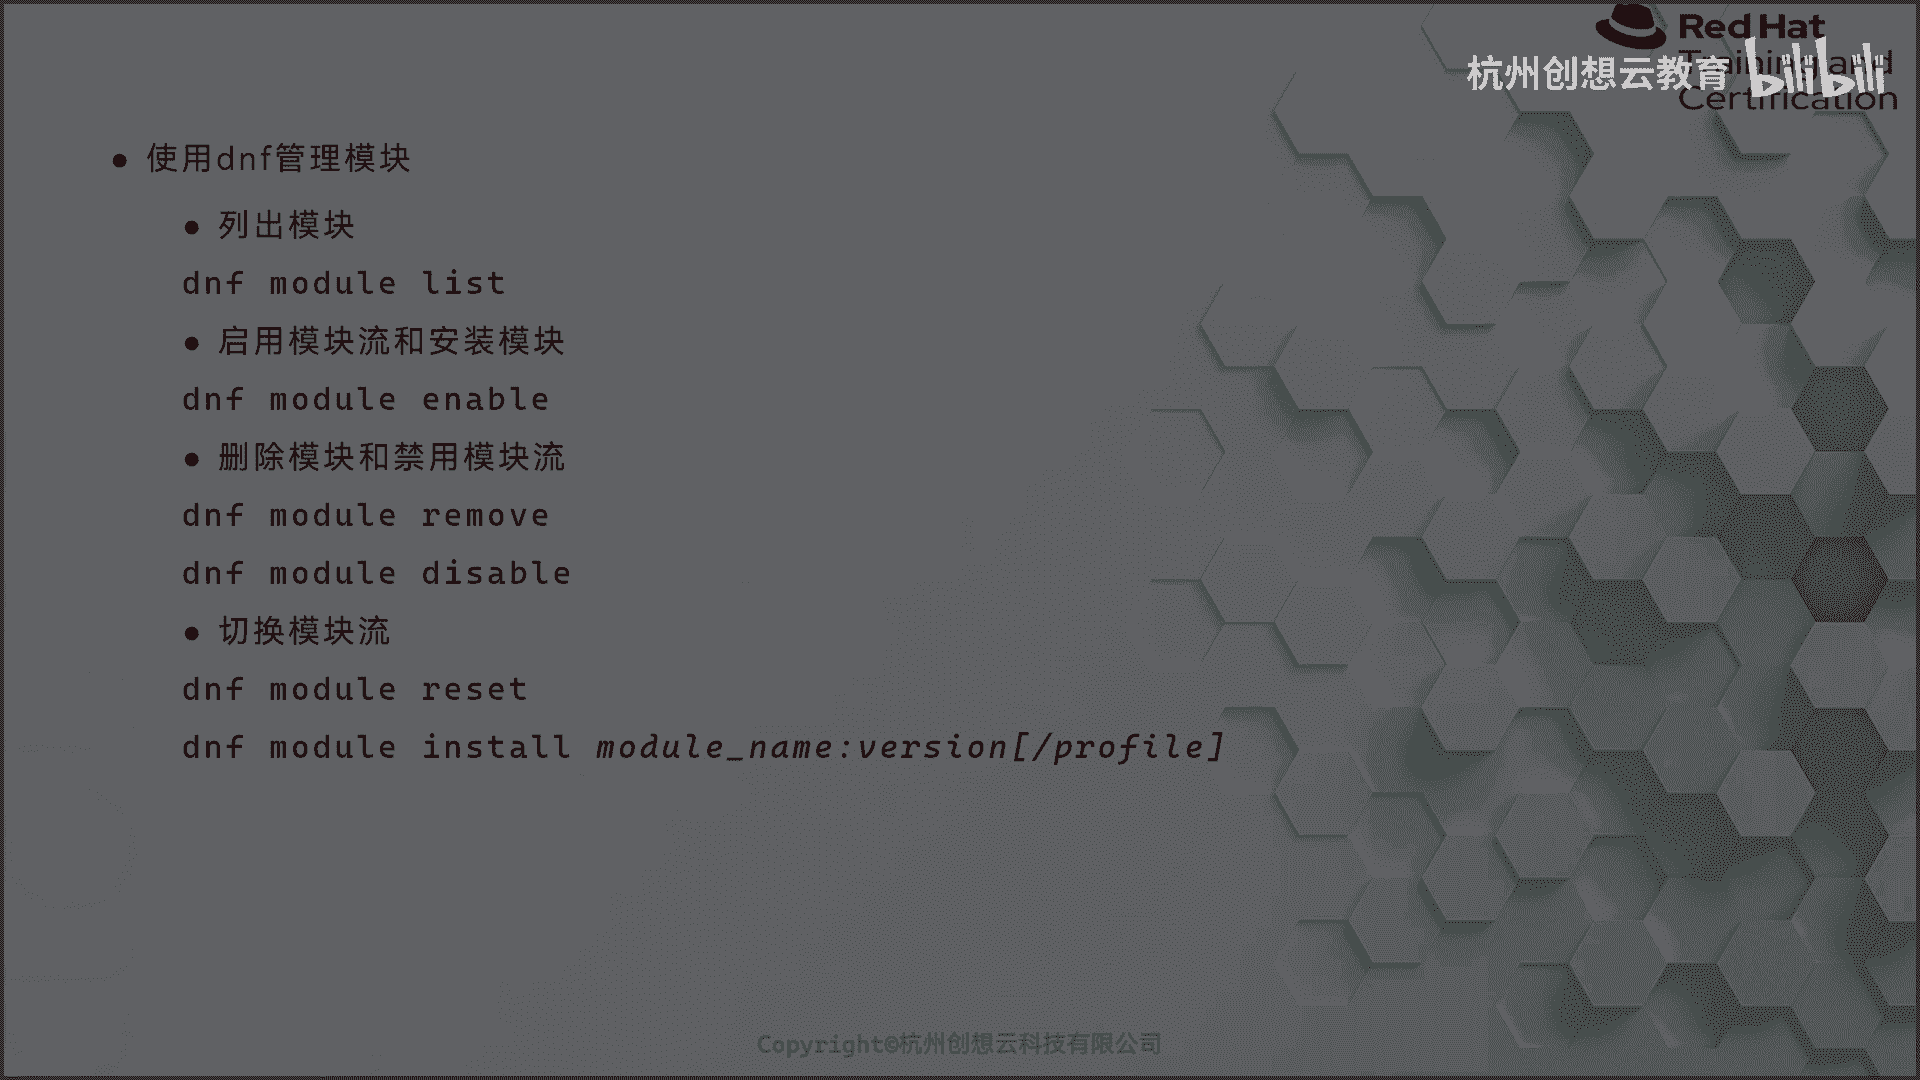 Red Hat
Training and
Certification
杭州创想云教育 bilibili
使用dnf管理模块
列出模块
dnf module list
启用模块流和安装模块
dnf module enable
删除模块和禁用模块流
dnf module remove
dnf module disable
切换模块流
dnf module reset
dnf module install module_name:version[/profile]
Copyright©杭州创想云科技有限公司